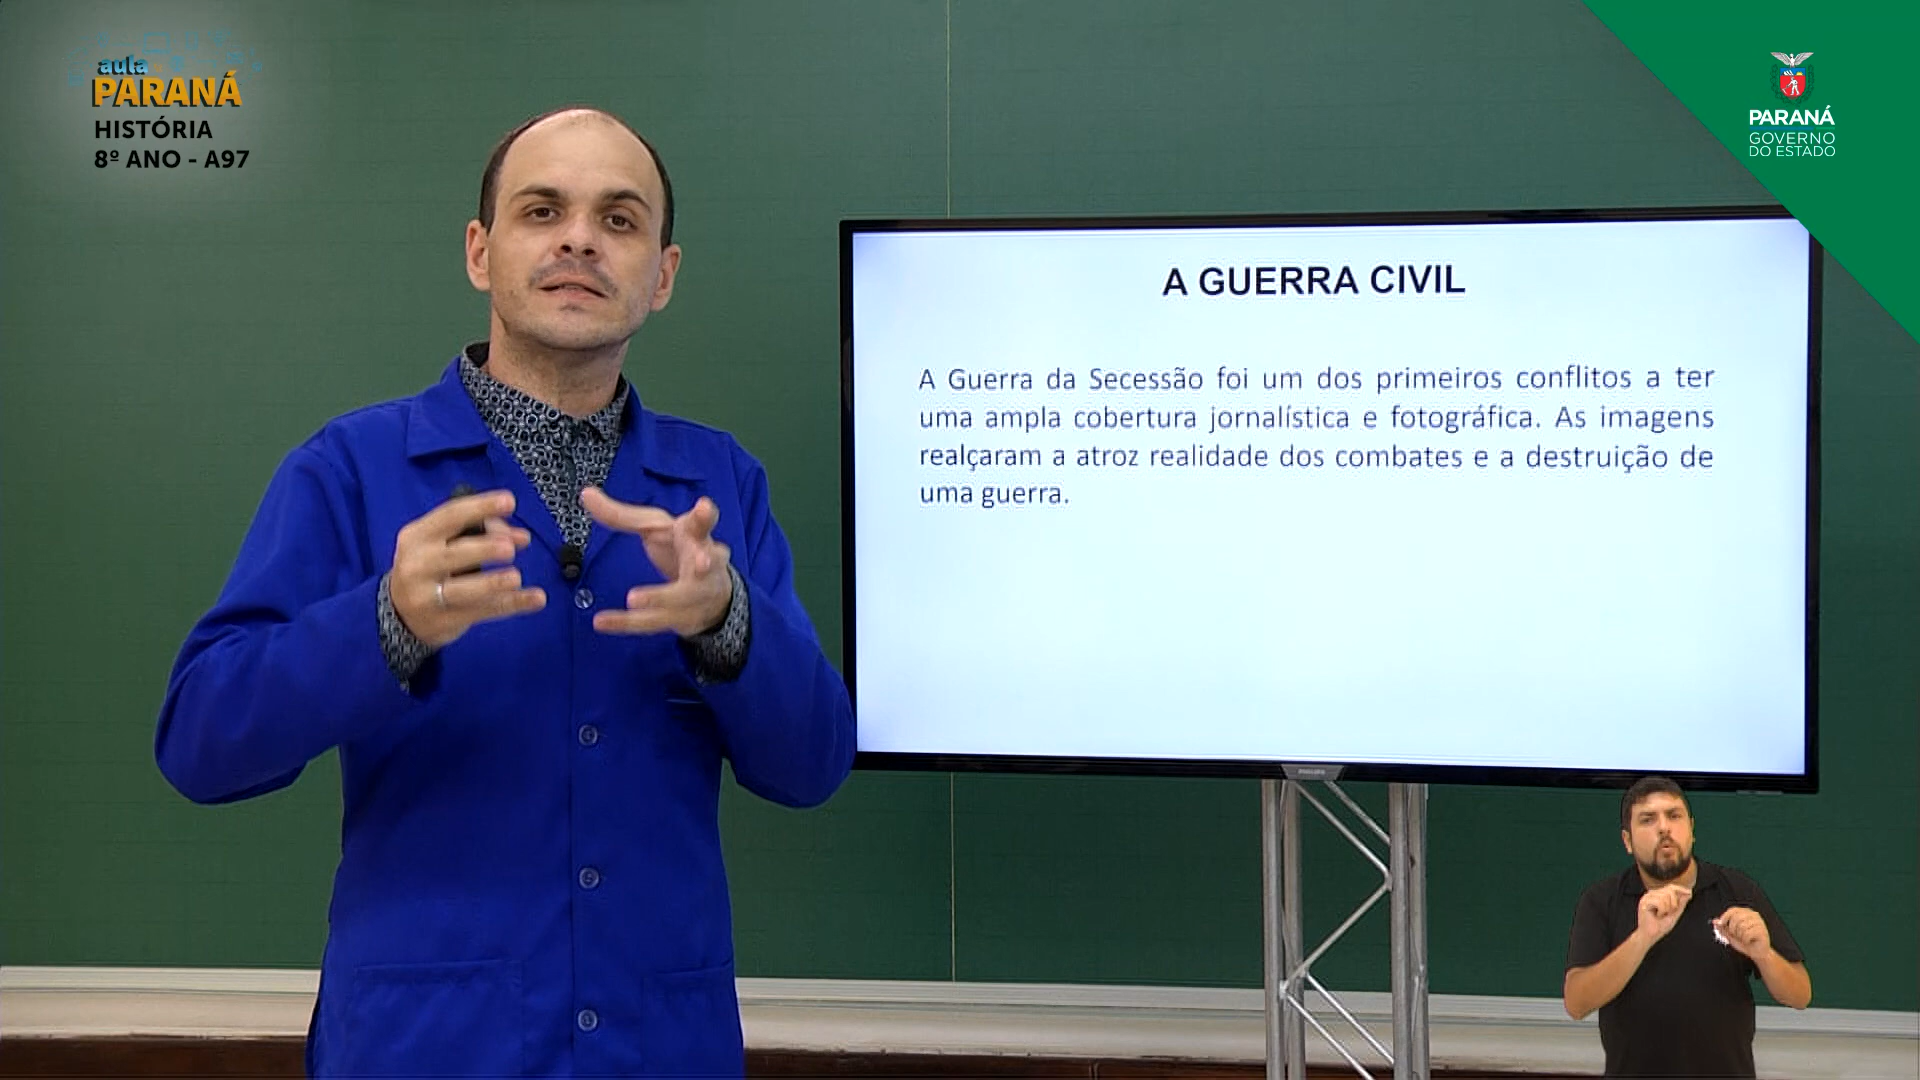 aula
PARANÁ
HISTÓRIA
8º ANO - A97
PARANÁ
GOVERNO
DO ESTADO
A GUERRA CIVIL
A Guerra da Secessão foi um dos primeiros conflitos a ter
uma ampla cobertura jornalística e fotográfica. As imagens
realçaram a atroz realidade dos combates e a destruição de
uma guerra.
PHILIPS